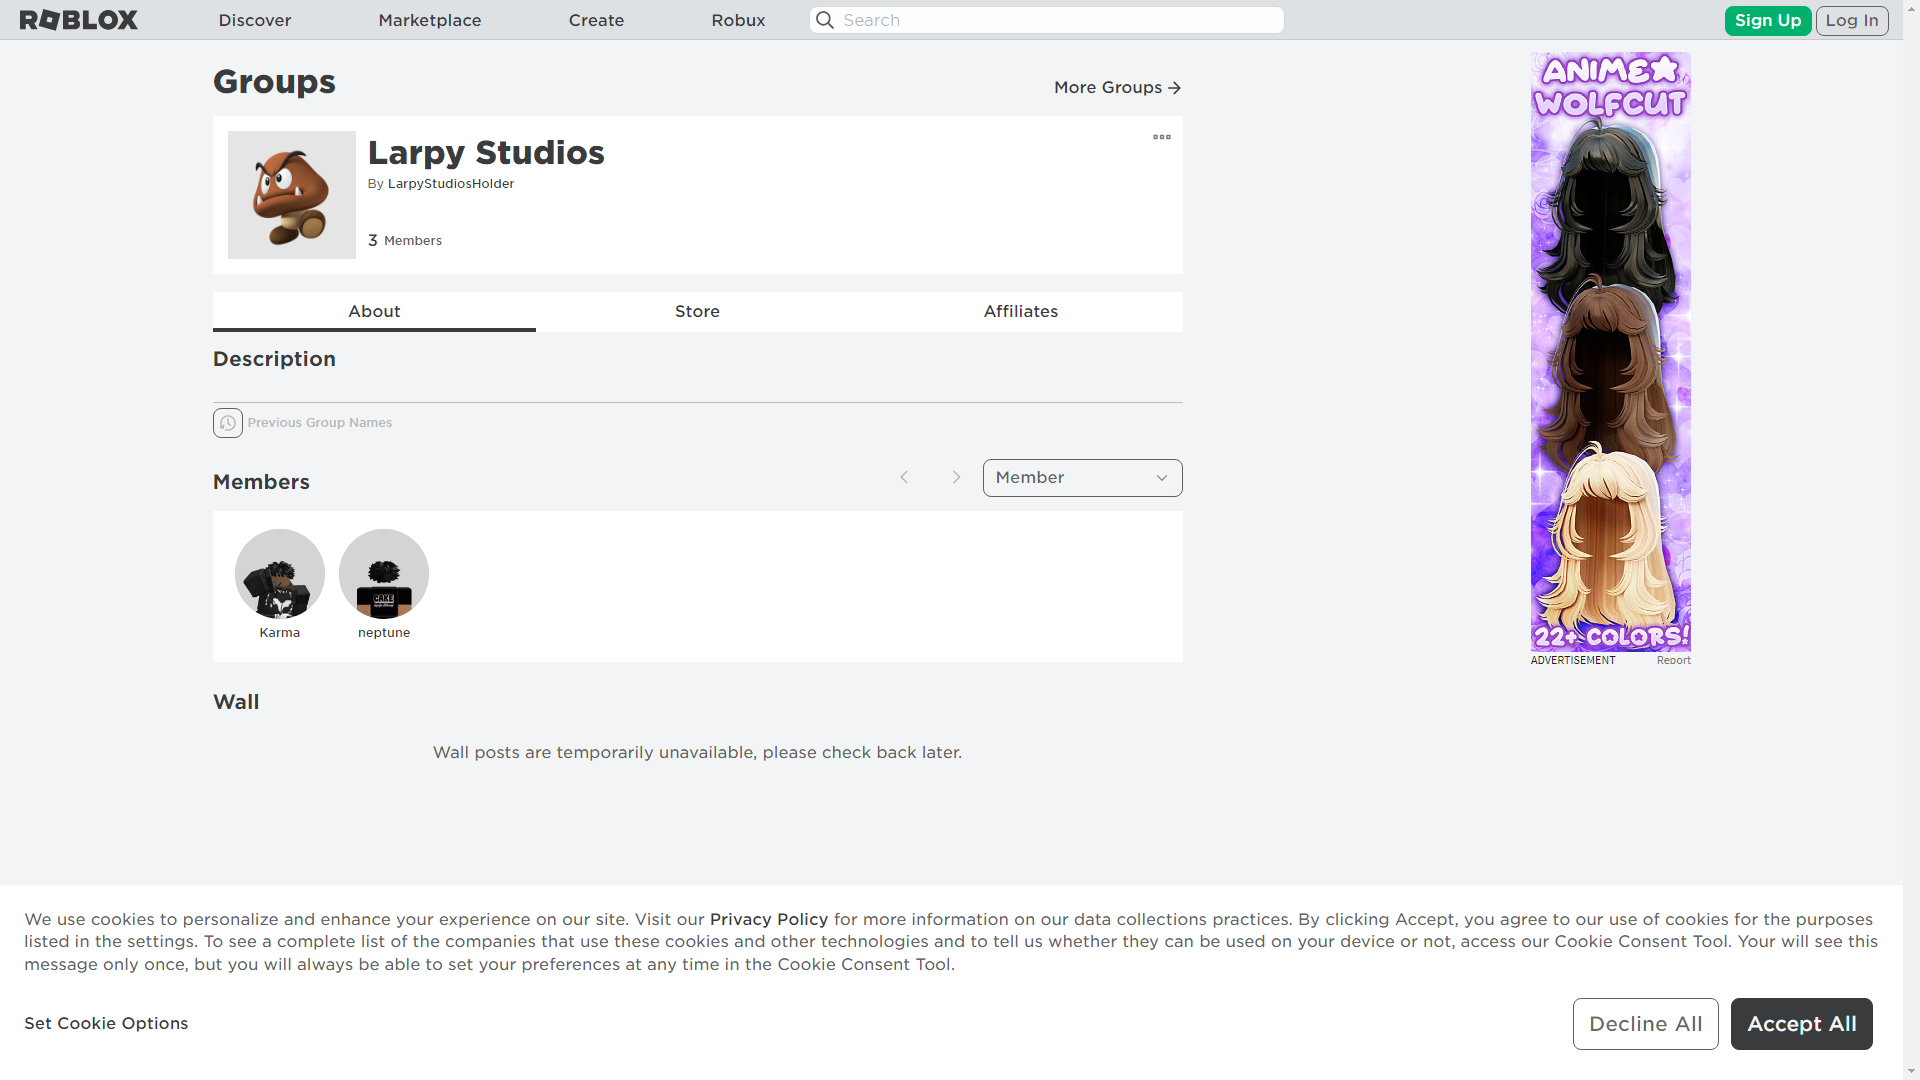 ROBLOX
Discover
Marketplace
Create
Robux
Search
Sign Up
Log In
Groups
More Groups
Larpy Studios
By LarpyStudiosHolder
3 Members
About
Store
Affiliates
Description
Previous Group Names
Members
Member
CAKE
Karma
neptune
Wall
Wall posts are temporarily unavailable, please check back later.
ANIME
WOLFCUT
22+ COLORS!
ADVERTISEMENT
Report
We use cookies to personalize and enhance your experience on our site. Visit our Privacy Policy for more information on our data collections practices. By clicking Accept, you agree to our use of cookies for the purposes
listed in the settings. To see a complete list of the companies that use these cookies and other technologies and to tell us whether they can be used on your device or not, access our Cookie Consent Tool. Your will see this
message only once, but you will always be able to set your preferences at any time in the Cookie Consent Tool.
Set Cookie Options
Decline All
Accept All